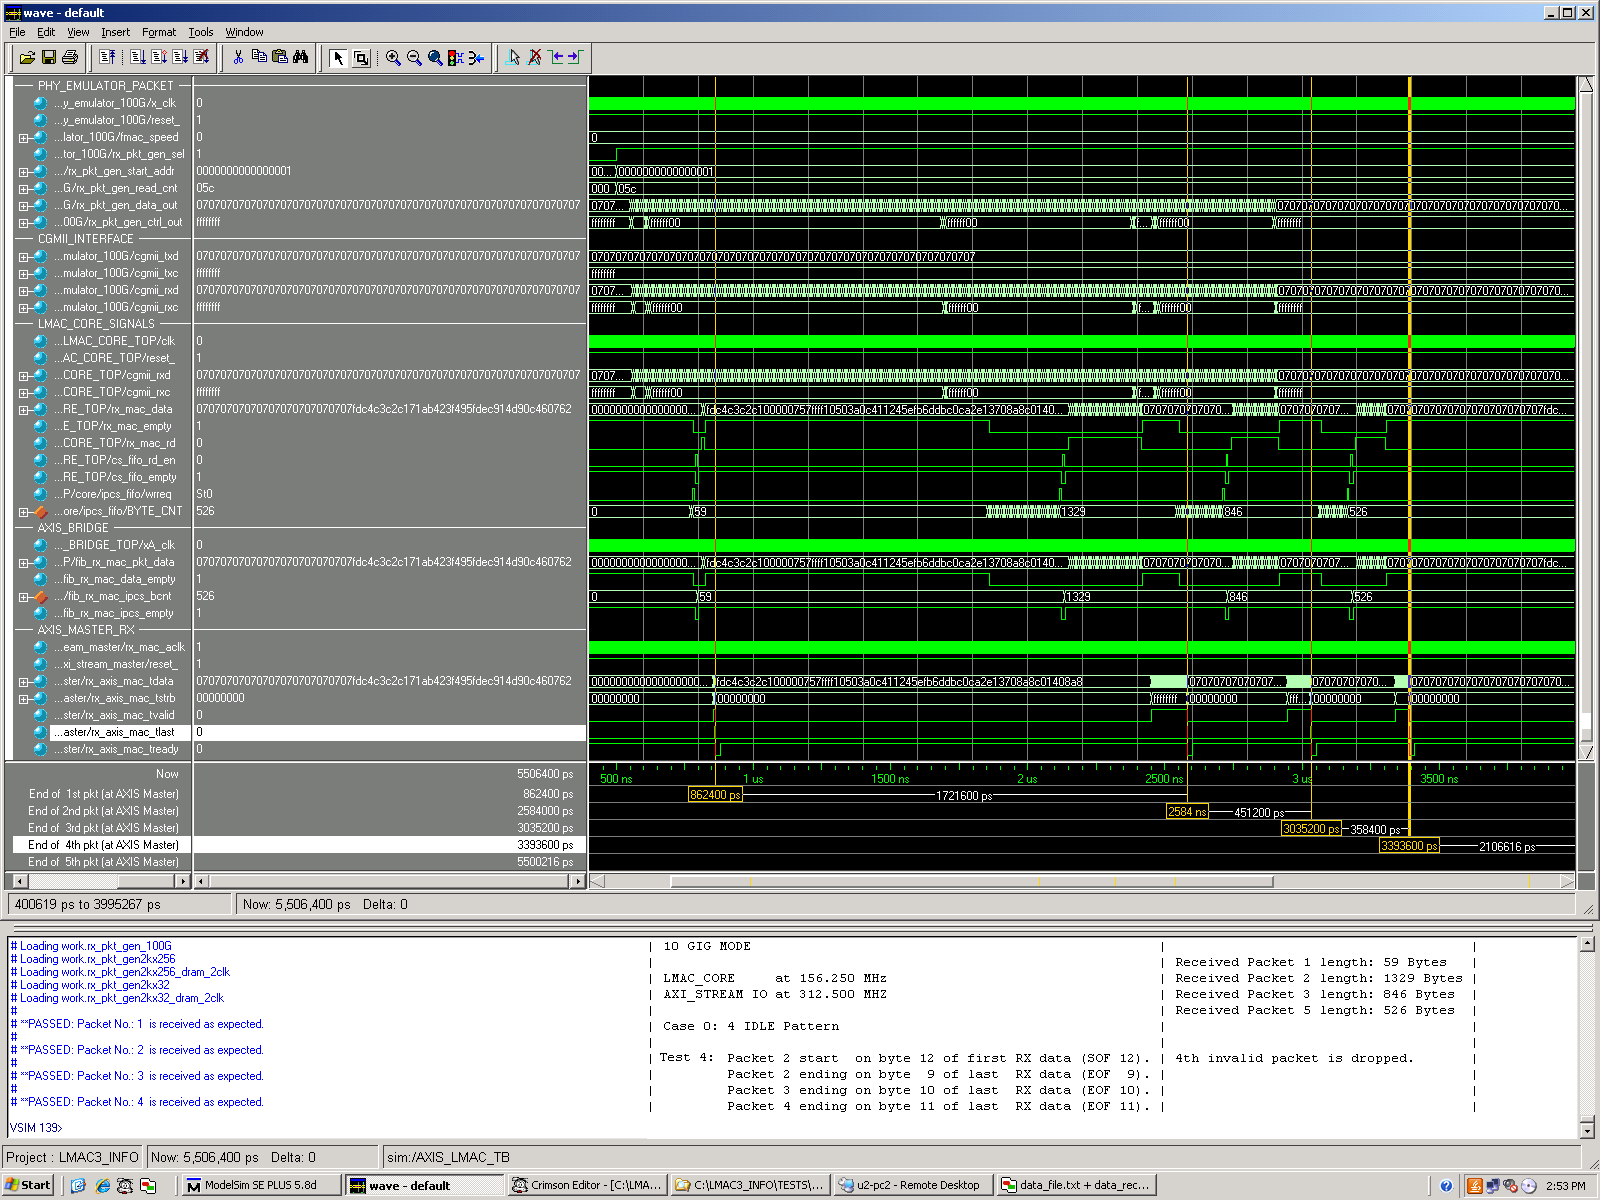 wave - default
File Edit View Insert Format Tools Window
PHY_EMULATOR_PACKET
...y_emulator_100G/x_clk 0
...y_emulator_100G/reset_ 1
...lator_100G/fmac_speed 0 0
...tor_100G/rx_pkt_gen_sel 1
.../rx_pkt_gen_start_addr 0000000000000001 00... 0000000000000001
...G/rx_pkt_gen_read_cnt 05c 000 05c
...G/rx_pkt_gen_data_out 0707070707070707070707070707070707070707070707070707070707070707 0707... 07070707070707070707070707070707070...
...00G/rx_pkt_gen_ctrl_out ffffffff ffffffff ffffff00 ffffff00 f... ffffff00 ffffffff
CGMII_INTERFACE
...mulator_100G/cgmii_txd 0707070707070707070707070707070707070707070707070707070707070707 0707070707070707070707070707070707070707070707070707070707070707
...mulator_100G/cgmii_txc ffffffff ffffffff
...mulator_100G/cgmii_rxd 0707070707070707070707070707070707070707070707070707070707070707 0707... 07070707070707070707070707070707070...
...mulator_100G/cgmii_rxc ffffffff ffffffff ffffff00 ffffff00 f... ffffff00 ffffffff
LMAC_CORE_SIGNALS
...LMAC_CORE_TOP/clk 0
...AC_CORE_TOP/reset_ 1
...CORE_TOP/cgmii_rxd 0707070707070707070707070707070707070707070707070707070707070707 0707... 07070707070707070707070707070707070...
...CORE_TOP/cgmii_rxc ffffffff ffffffff ffffff00 ffffff00 f... ffffff00 ffffffff
...RE_TOP/rx_mac_data 07070707070707070707070707fdc4c3c2c171ab423f495fdec914d90c460762 00000000000000000... fdc4c3c2c100000757ffff10503a0c411245efb6ddbc0ca2e13708a8c0140... 0707070707070... 070707070707... 07070707070707070707070707fdc...
...E_TOP/rx_mac_empty 1
...CORE_TOP/rx_mac_rd 0
...RE_TOP/cs_fifo_rd_en 0
...RE_TOP/cs_fifo_empty 1
...P/core/ipcs_fifo/wrreq St0
...ore/ipcs_fifo/BYTE_CNT 526 0 59 1329 846 526
AXIS_BRIDGE
..._BRIDGE_TOP/xA_clk 0
...P/fib_rx_mac_pkt_data 07070707070707070707070707fdc4c3c2c171ab423f495fdec914d90c460762 00000000000000000... fdc4c3c2c100000757ffff10503a0c411245efb6ddbc0ca2e13708a8c0140... 0707070707070... 070707070707... 07070707070707070707070707fdc...
...fib_rx_mac_data_empty 1
.../fib_rx_mac_ipcs_bcnt 526 0 59 1329 846 526
...fib_rx_mac_ipcs_empty 1
AXIS_MASTER_RX
...eam_master/rx_mac_aclk 1
...xi_stream_master/reset_ 1
...ster/rx_axis_mac_tdata 07070707070707070707070707fdc4c3c2c171ab423f495fdec914d90c460762 00000000000000000... fdc4c3c2c100000757ffff10503a0c411245efb6ddbc0ca2e13708a8c01408a8 0707070707070... 07070707070... 0707070707070707070707...
...aster/rx_axis_mac_tstrb 00000000 00000000 00000000 ffffffff 00000000 fff... 00000000 00000000
...ster/rx_axis_mac_tvalid 0
...aster/rx_axis_mac_tlast 0
...ster/rx_axis_mac_tready 0
Now 5506400 ps 500 ns 1 us 1500 ns 2 us 2500 ns 3 us 3500 ns
End of 1st pkt (at AXIS Master) 862400 ps 862400 ps 1721600 ps
End of 2nd pkt (at AXIS Master) 2584000 ps 2584 ns 451200 ps
End of 3rd pkt (at AXIS Master) 3035200 ps 3035200 ps 358400 ps
End of 4th pkt (at AXIS Master) 3393600 ps 3393600 ps 2106616 ps
End of 5th pkt (at AXIS Master) 5500216 ps
400619 ps to 3995267 ps Now: 5,506,400 ps Delta: 0
# Loading work.rx_pkt_gen_100G
# Loading work.rx_pkt_gen2kx256
# Loading work.rx_pkt_gen2kx256_dram_2clk
# Loading work.rx_pkt_gen2kx32
# Loading work.rx_pkt_gen2kx32_dram_2clk
#
# **PASSED: Packet No.: 1 is received as expected.
#
# **PASSED: Packet No.: 2 is received as expected.
#
# **PASSED: Packet No.: 3 is received as expected.
#
# **PASSED: Packet No.: 4 is received as expected.
VSIM 139>
| 10 GIG MODE | |
| | Received Packet 1 length: 59 Bytes |
| LMAC_CORE at 156.250 MHz | Received Packet 2 length: 1329 Bytes |
| AXI_STREAM IO at 312.500 MHZ | Received Packet 3 length: 846 Bytes |
| | Received Packet 5 length: 526 Bytes |
| Case 0: 4 IDLE Pattern | |
| | |
| Test 4: Packet 2 start on byte 12 of first RX data (SOF 12). | 4th invalid packet is dropped. |
| Packet 2 ending on byte 9 of last RX data (EOF 9). | |
| Packet 3 ending on byte 10 of last RX data (EOF 10). | |
| Packet 4 ending on byte 11 of last RX data (EOF 11). | |
Project : LMAC3_INFO Now: 5,506,400 ps Delta: 0 sim:/AXIS_LMAC_TB
Start ModelSim SE PLUS 5.8d wave - default Crimson Editor - [C:\LMA... C:\LMAC3_INFO\TESTS\... u2-pc2 - Remote Desktop data_file.txt + data_rec... 2:53 PM